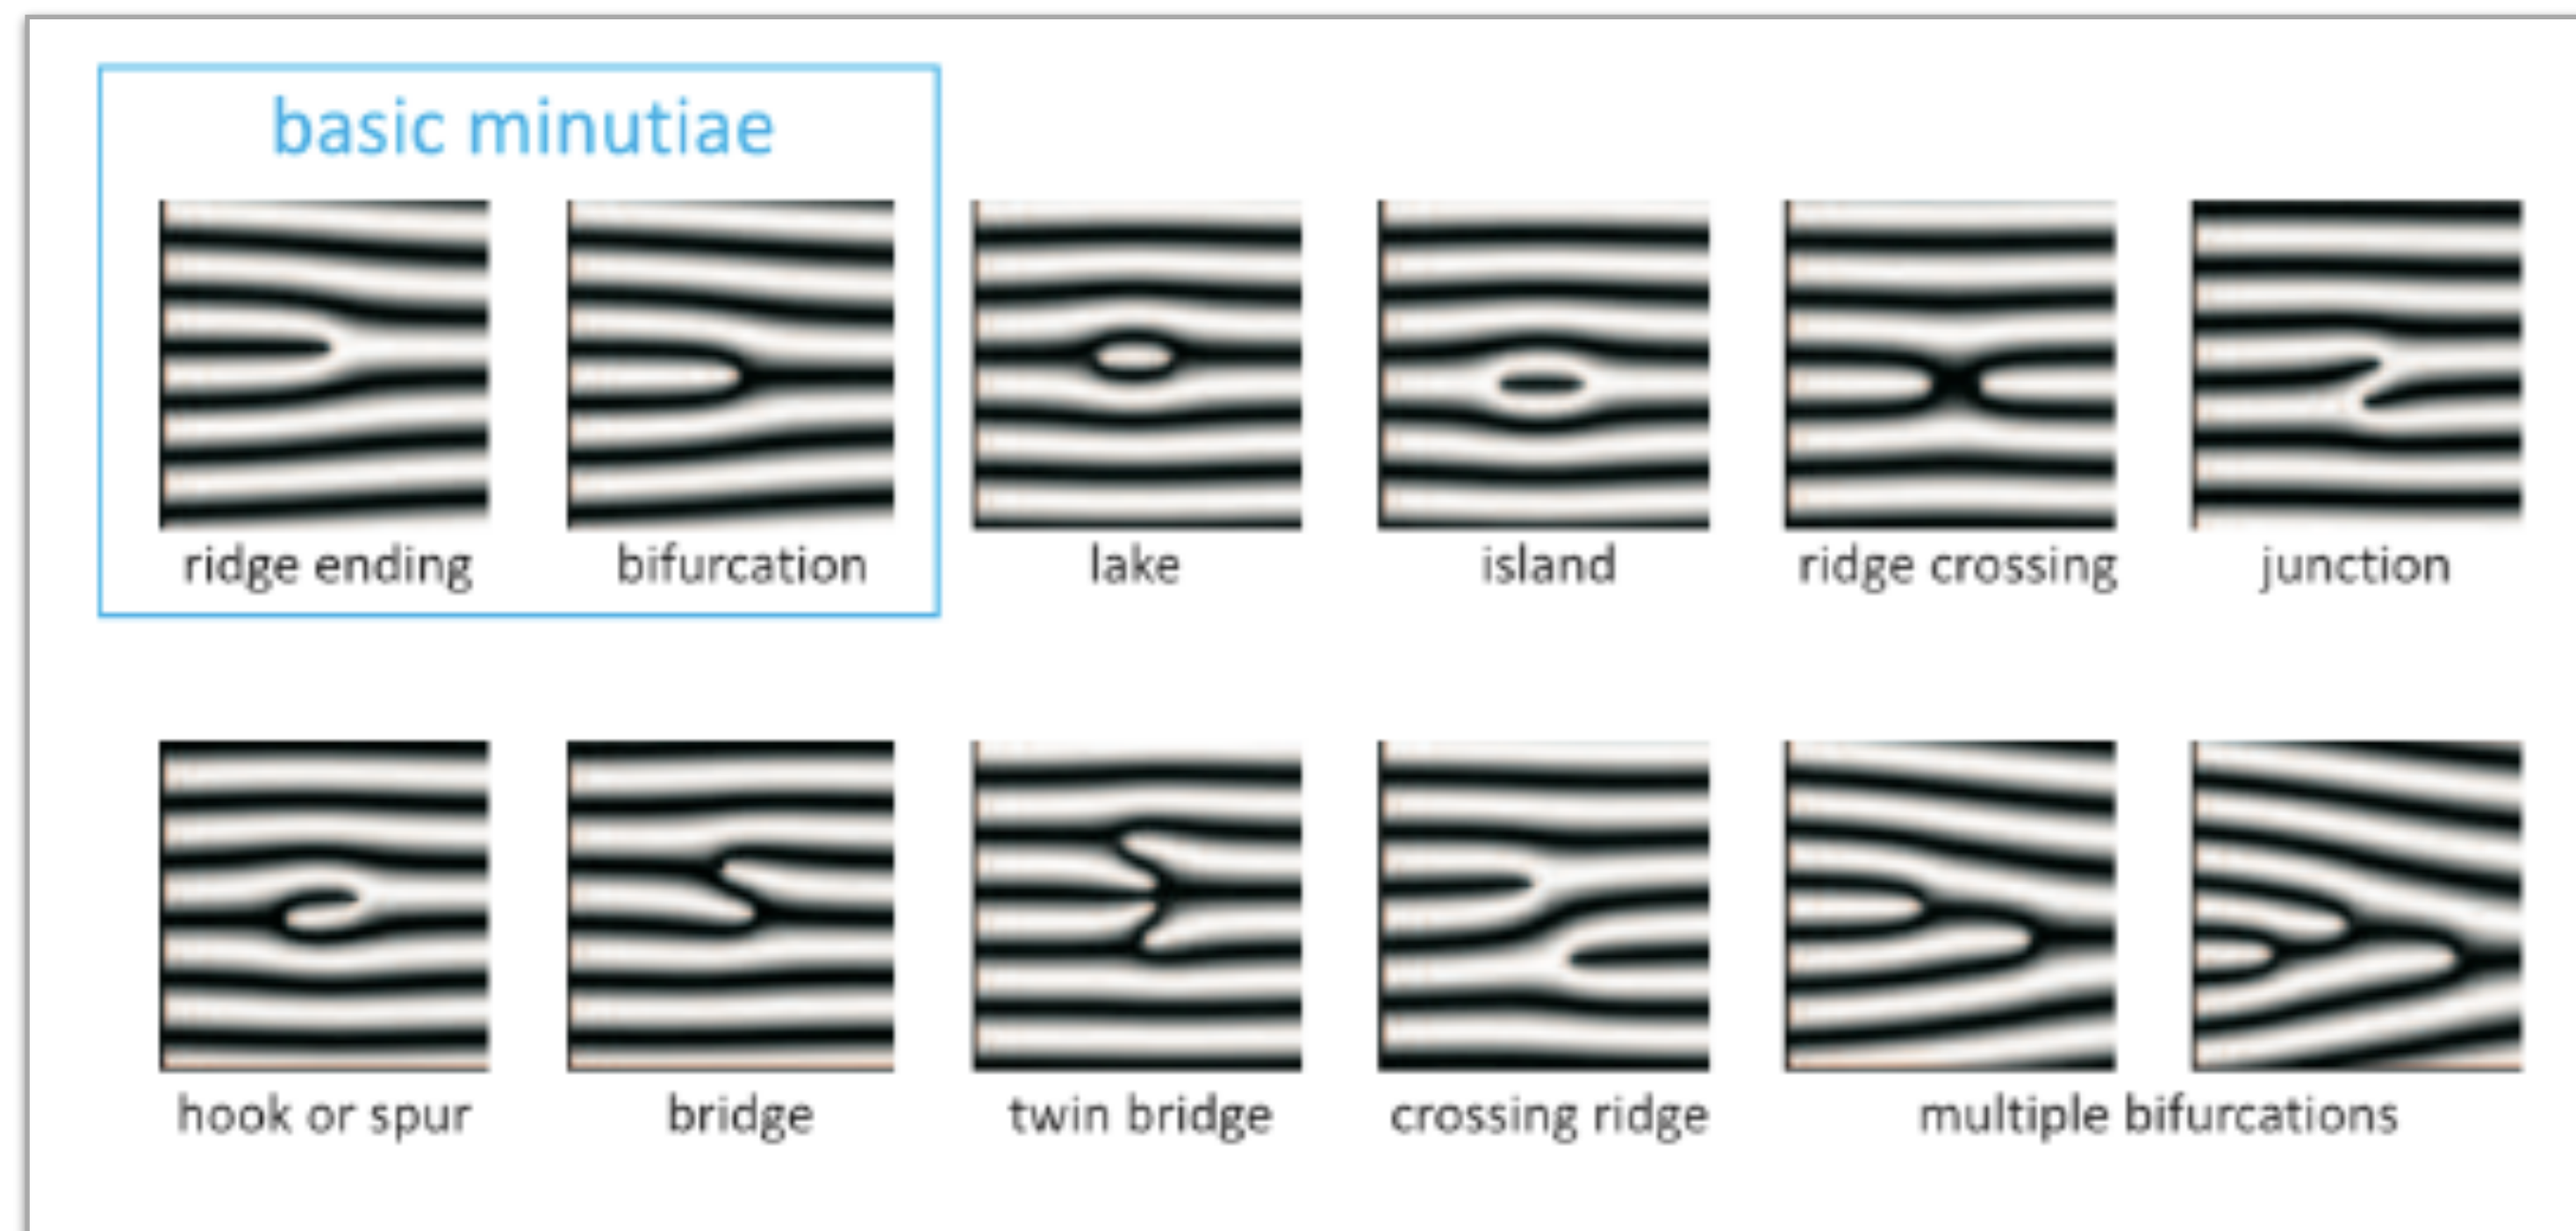 basic minutiae
ridge ending
bifurcation
lake
island
ridge crossing
junction
hook or spur
bridge
twin bridge
crossing ridge
multiple bifurcations